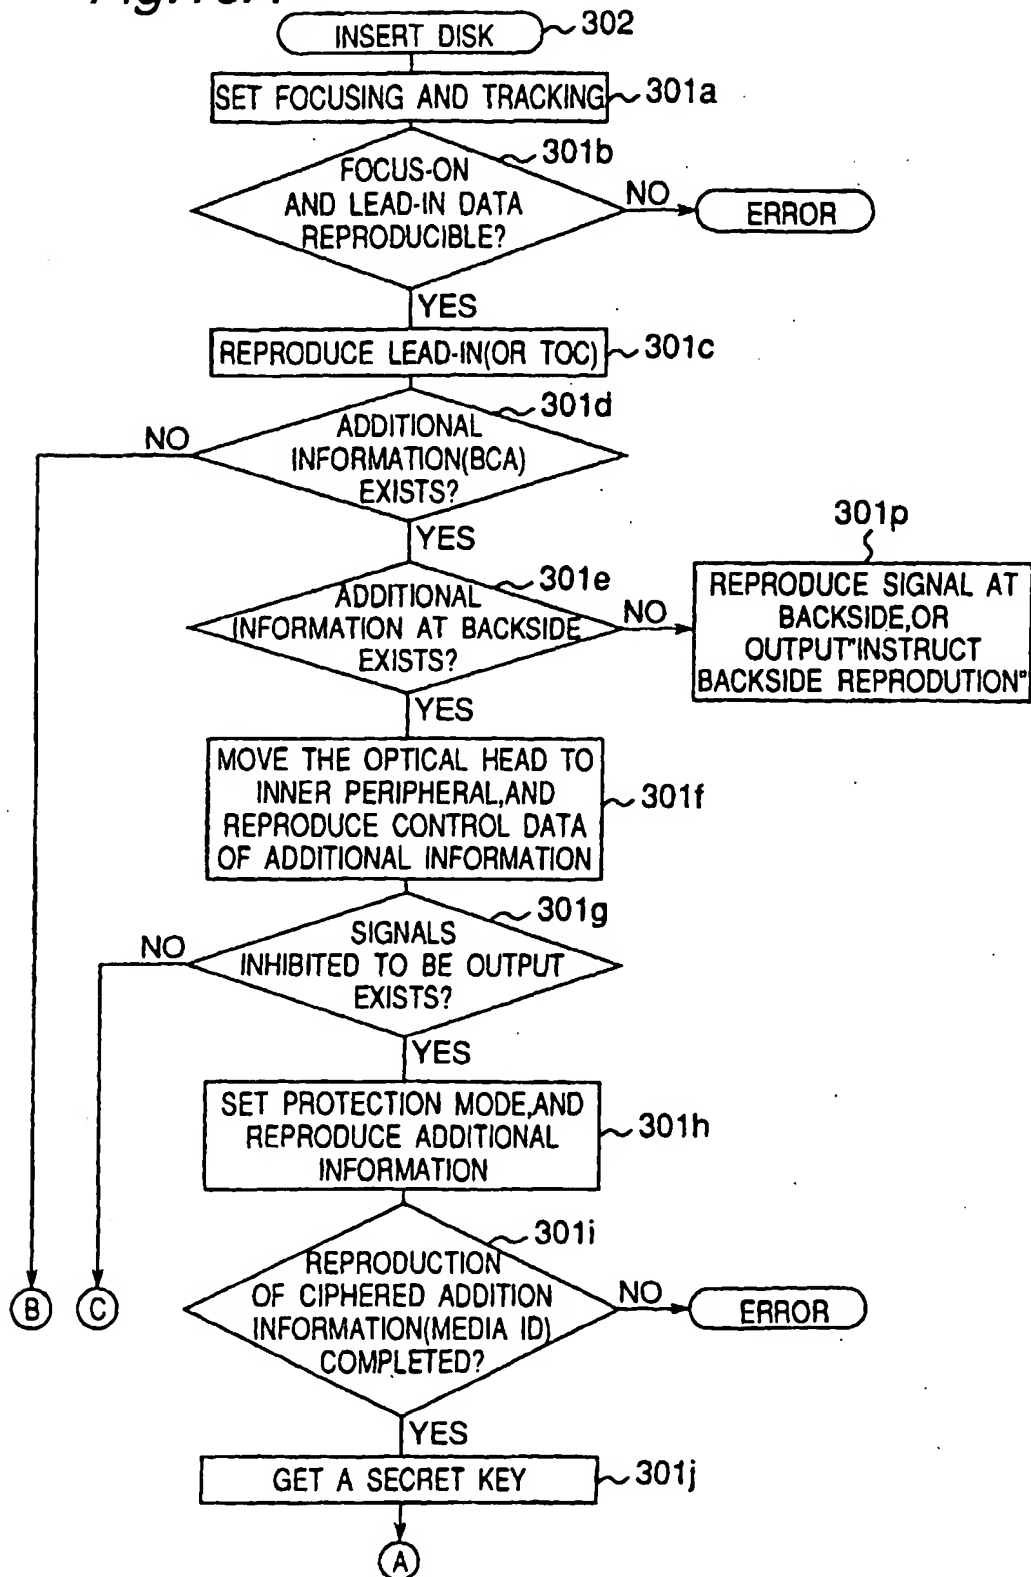 INSERT DISK
302
SET FOCUSING AND TRACKING
301a
301b
FOCUS-ON
AND LEAD-IN DATA
REPRODUCIBLE?
NO
ERROR
YES
REPRODUCE LEAD-IN(OR TOC)
301c
301d
NO
ADDITIONAL
INFORMATION(BCA)
EXISTS?
YES
301p
301e
ADDITIONAL
INFORMATION AT BACKSIDE
EXISTS?
NO
REPRODUCE SIGNAL AT
BACKSIDE,OR
OUTPUT"INSTRUCT
BACKSIDE REPRODUTION"
YES
MOVE THE OPTICAL HEAD TO
INNER PERIPHERAL,AND
REPRODUCE CONTROL DATA
OF ADDITIONAL INFORMATION
301f
301g
NO
SIGNALS
INHIBITED TO BE OUTPUT
EXISTS?
YES
SET PROTECTION MODE,AND
REPRODUCE ADDITIONAL
INFORMATION
301h
301i
REPRODUCTION
OF CIPHERED ADDITION
INFORMATION(MEDIA ID)
COMPLETED?
NO
ERROR
B
C
YES
GET A SECRET KEY
301j
A